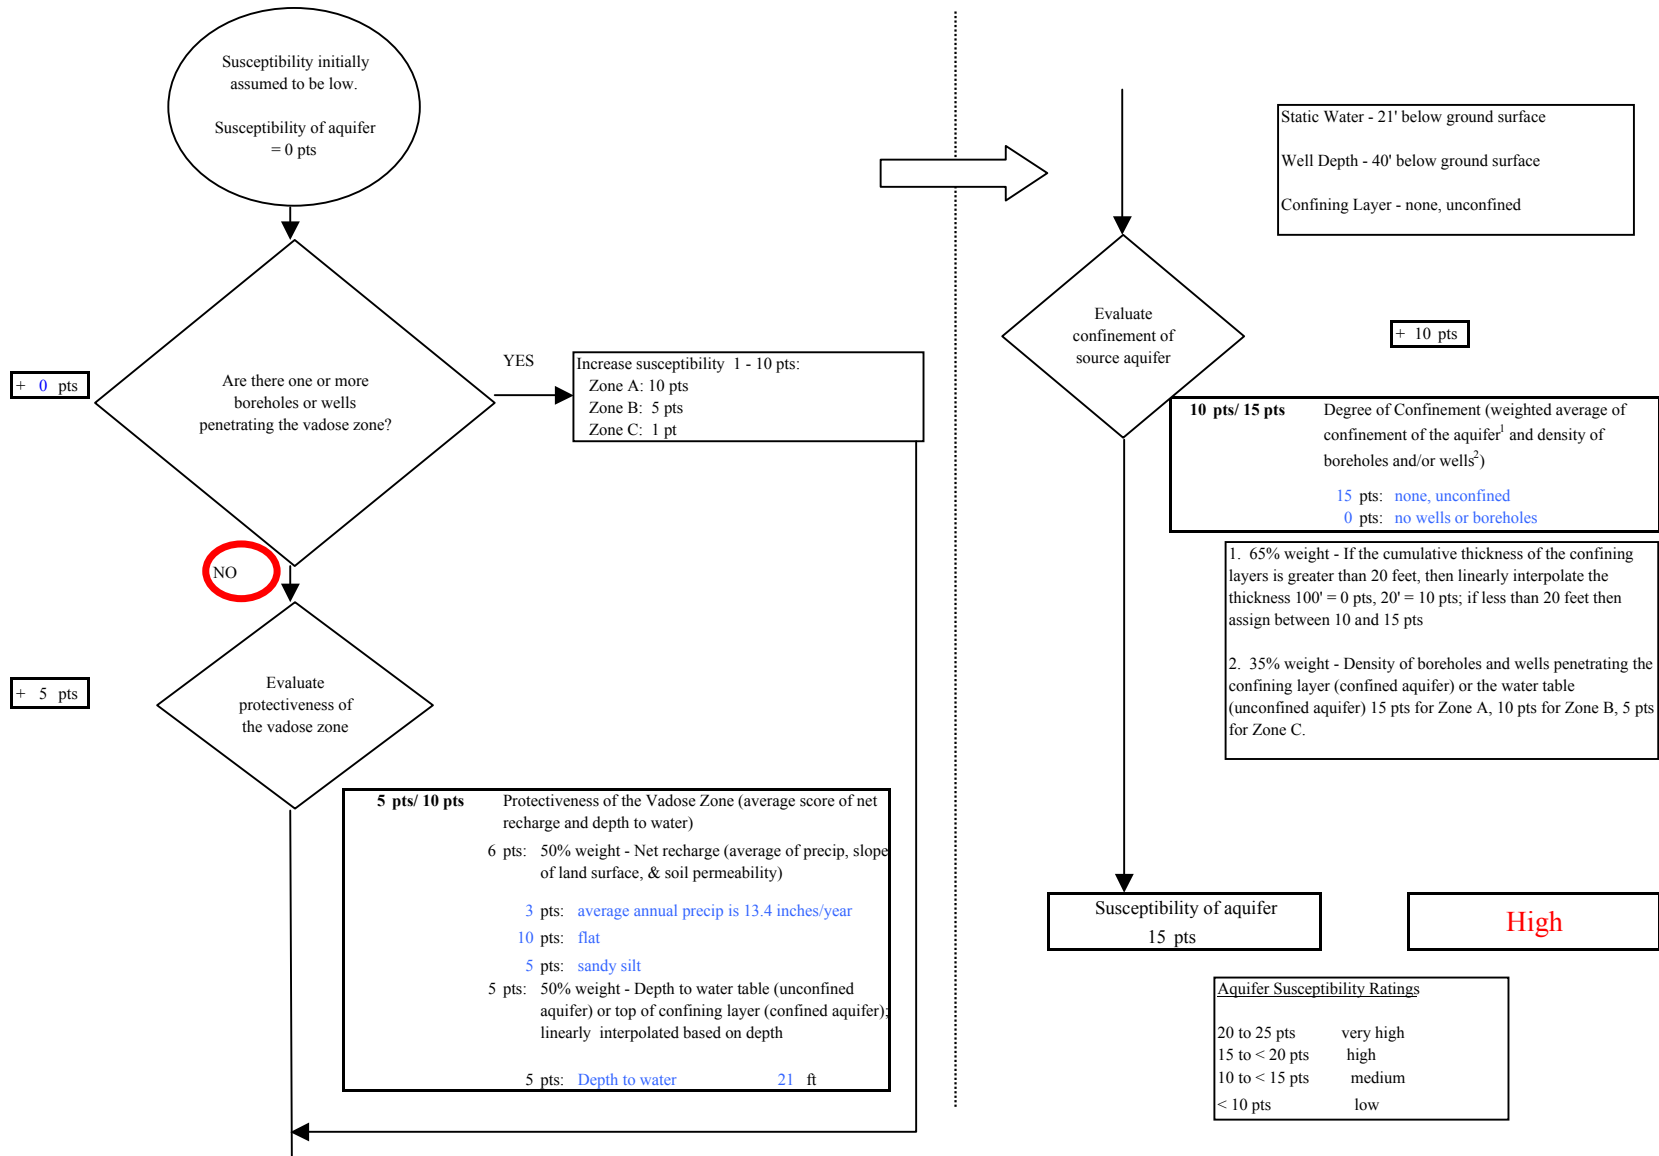 Susceptibility initially
assumed to be low.
Susceptibility of aquifer
= 0 pts
+ 0 pts
Are there one or more
boreholes or wells
penetrating the vadose zone?
YES
Increase susceptibility 1 - 10 pts:
Zone A: 10 pts
Zone B: 5 pts
Zone C: 1 pt
NO
+ 5 pts
Evaluate
protectiveness of
the vadose zone
5 pts/ 10 pts Protectiveness of the Vadose Zone (average score of net
recharge and depth to water)
6 pts: 50% weight - Net recharge (average of precip, slope
of land surface, & soil permeability)
3 pts: average annual precip is 13.4 inches/year
10 pts: flat
5 pts: sandy silt
5 pts: 50% weight - Depth to water table (unconfined
aquifer) or top of confining layer (confined aquifer);
linearly interpolated based on depth
5 pts: Depth to water 21 ft
Static Water - 21' below ground surface
Well Depth - 40' below ground surface
Confining Layer - none, unconfined
Evaluate
confinement of
source aquifer
+ 10 pts
10 pts/ 15 pts Degree of Confinement (weighted average of
confinement of the aquifer1 and density of
boreholes and/or wells2)
15 pts: none, unconfined
0 pts: no wells or boreholes
1. 65% weight - If the cumulative thickness of the confining
layers is greater than 20 feet, then linearly interpolate the
thickness 100' = 0 pts, 20' = 10 pts; if less than 20 feet then
assign between 10 and 15 pts
2. 35% weight - Density of boreholes and wells penetrating the
confining layer (confined aquifer) or the water table
(unconfined aquifer) 15 pts for Zone A, 10 pts for Zone B, 5 pts
for Zone C.
Susceptibility of aquifer
15 pts
High
Aquifer Susceptibility Ratings
20 to 25 pts very high
15 to < 20 pts high
10 to < 15 pts medium
< 10 pts low